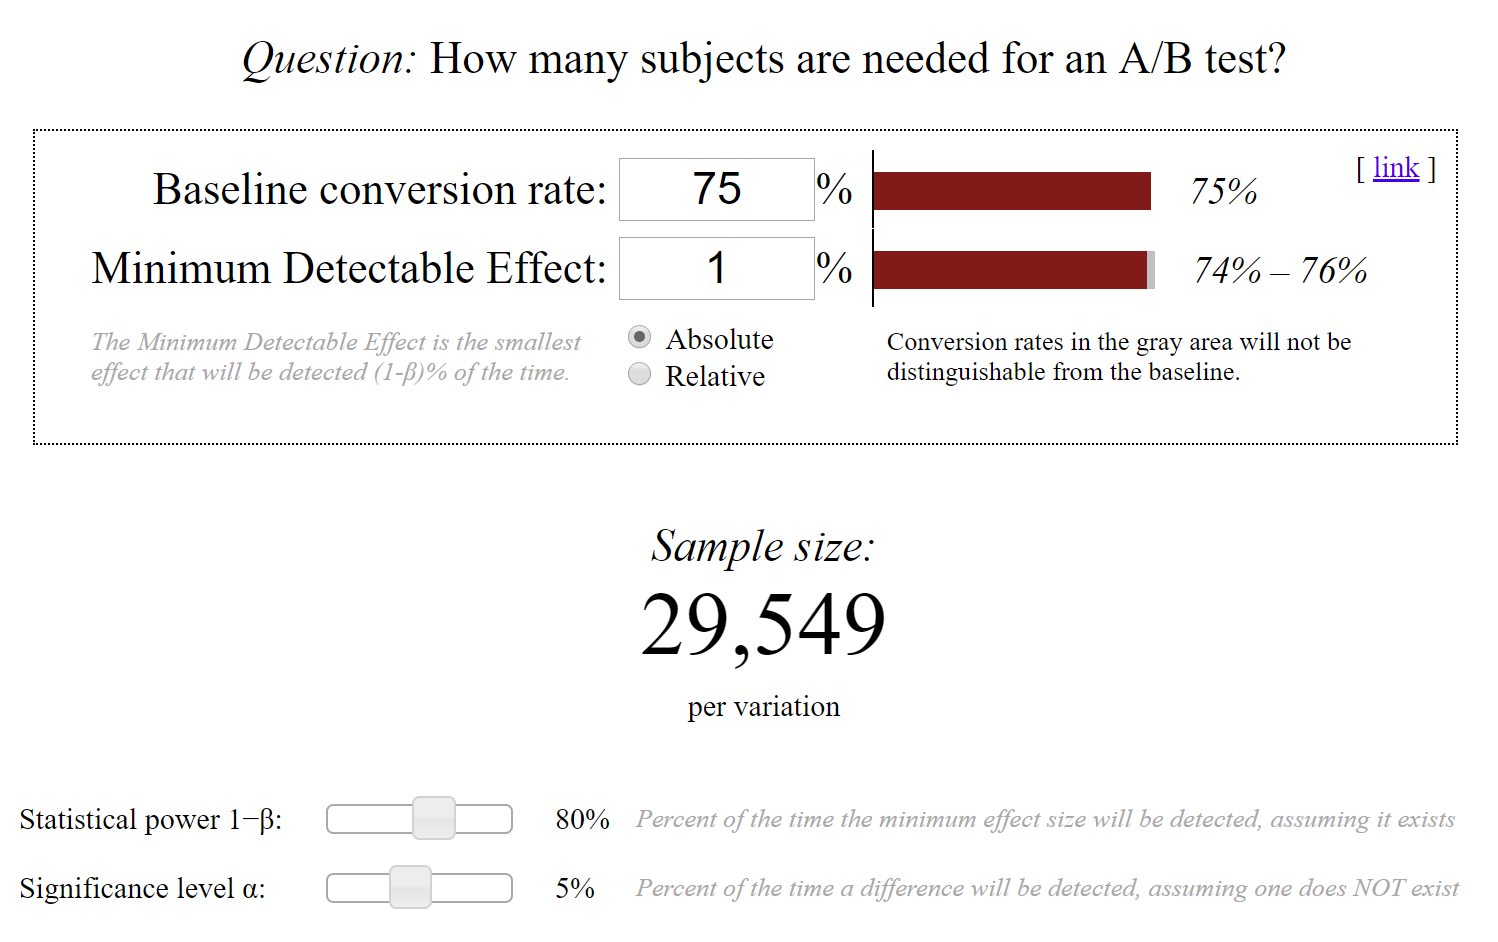 Question: How many subjects are needed for an A/B test?
[ link ]
Baseline conversion rate: 75 % 75%
Minimum Detectable Effect: 1 % 74% – 76%
The Minimum Detectable Effect is the smallest
effect that will be detected (1-β)% of the time.
Absolute
Relative
Conversion rates in the gray area will not be
distinguishable from the baseline.
Sample size:
29,549
per variation
Statistical power 1−β: 80% Percent of the time the minimum effect size will be detected, assuming it exists
Significance level α: 5% Percent of the time a difference will be detected, assuming one does NOT exist